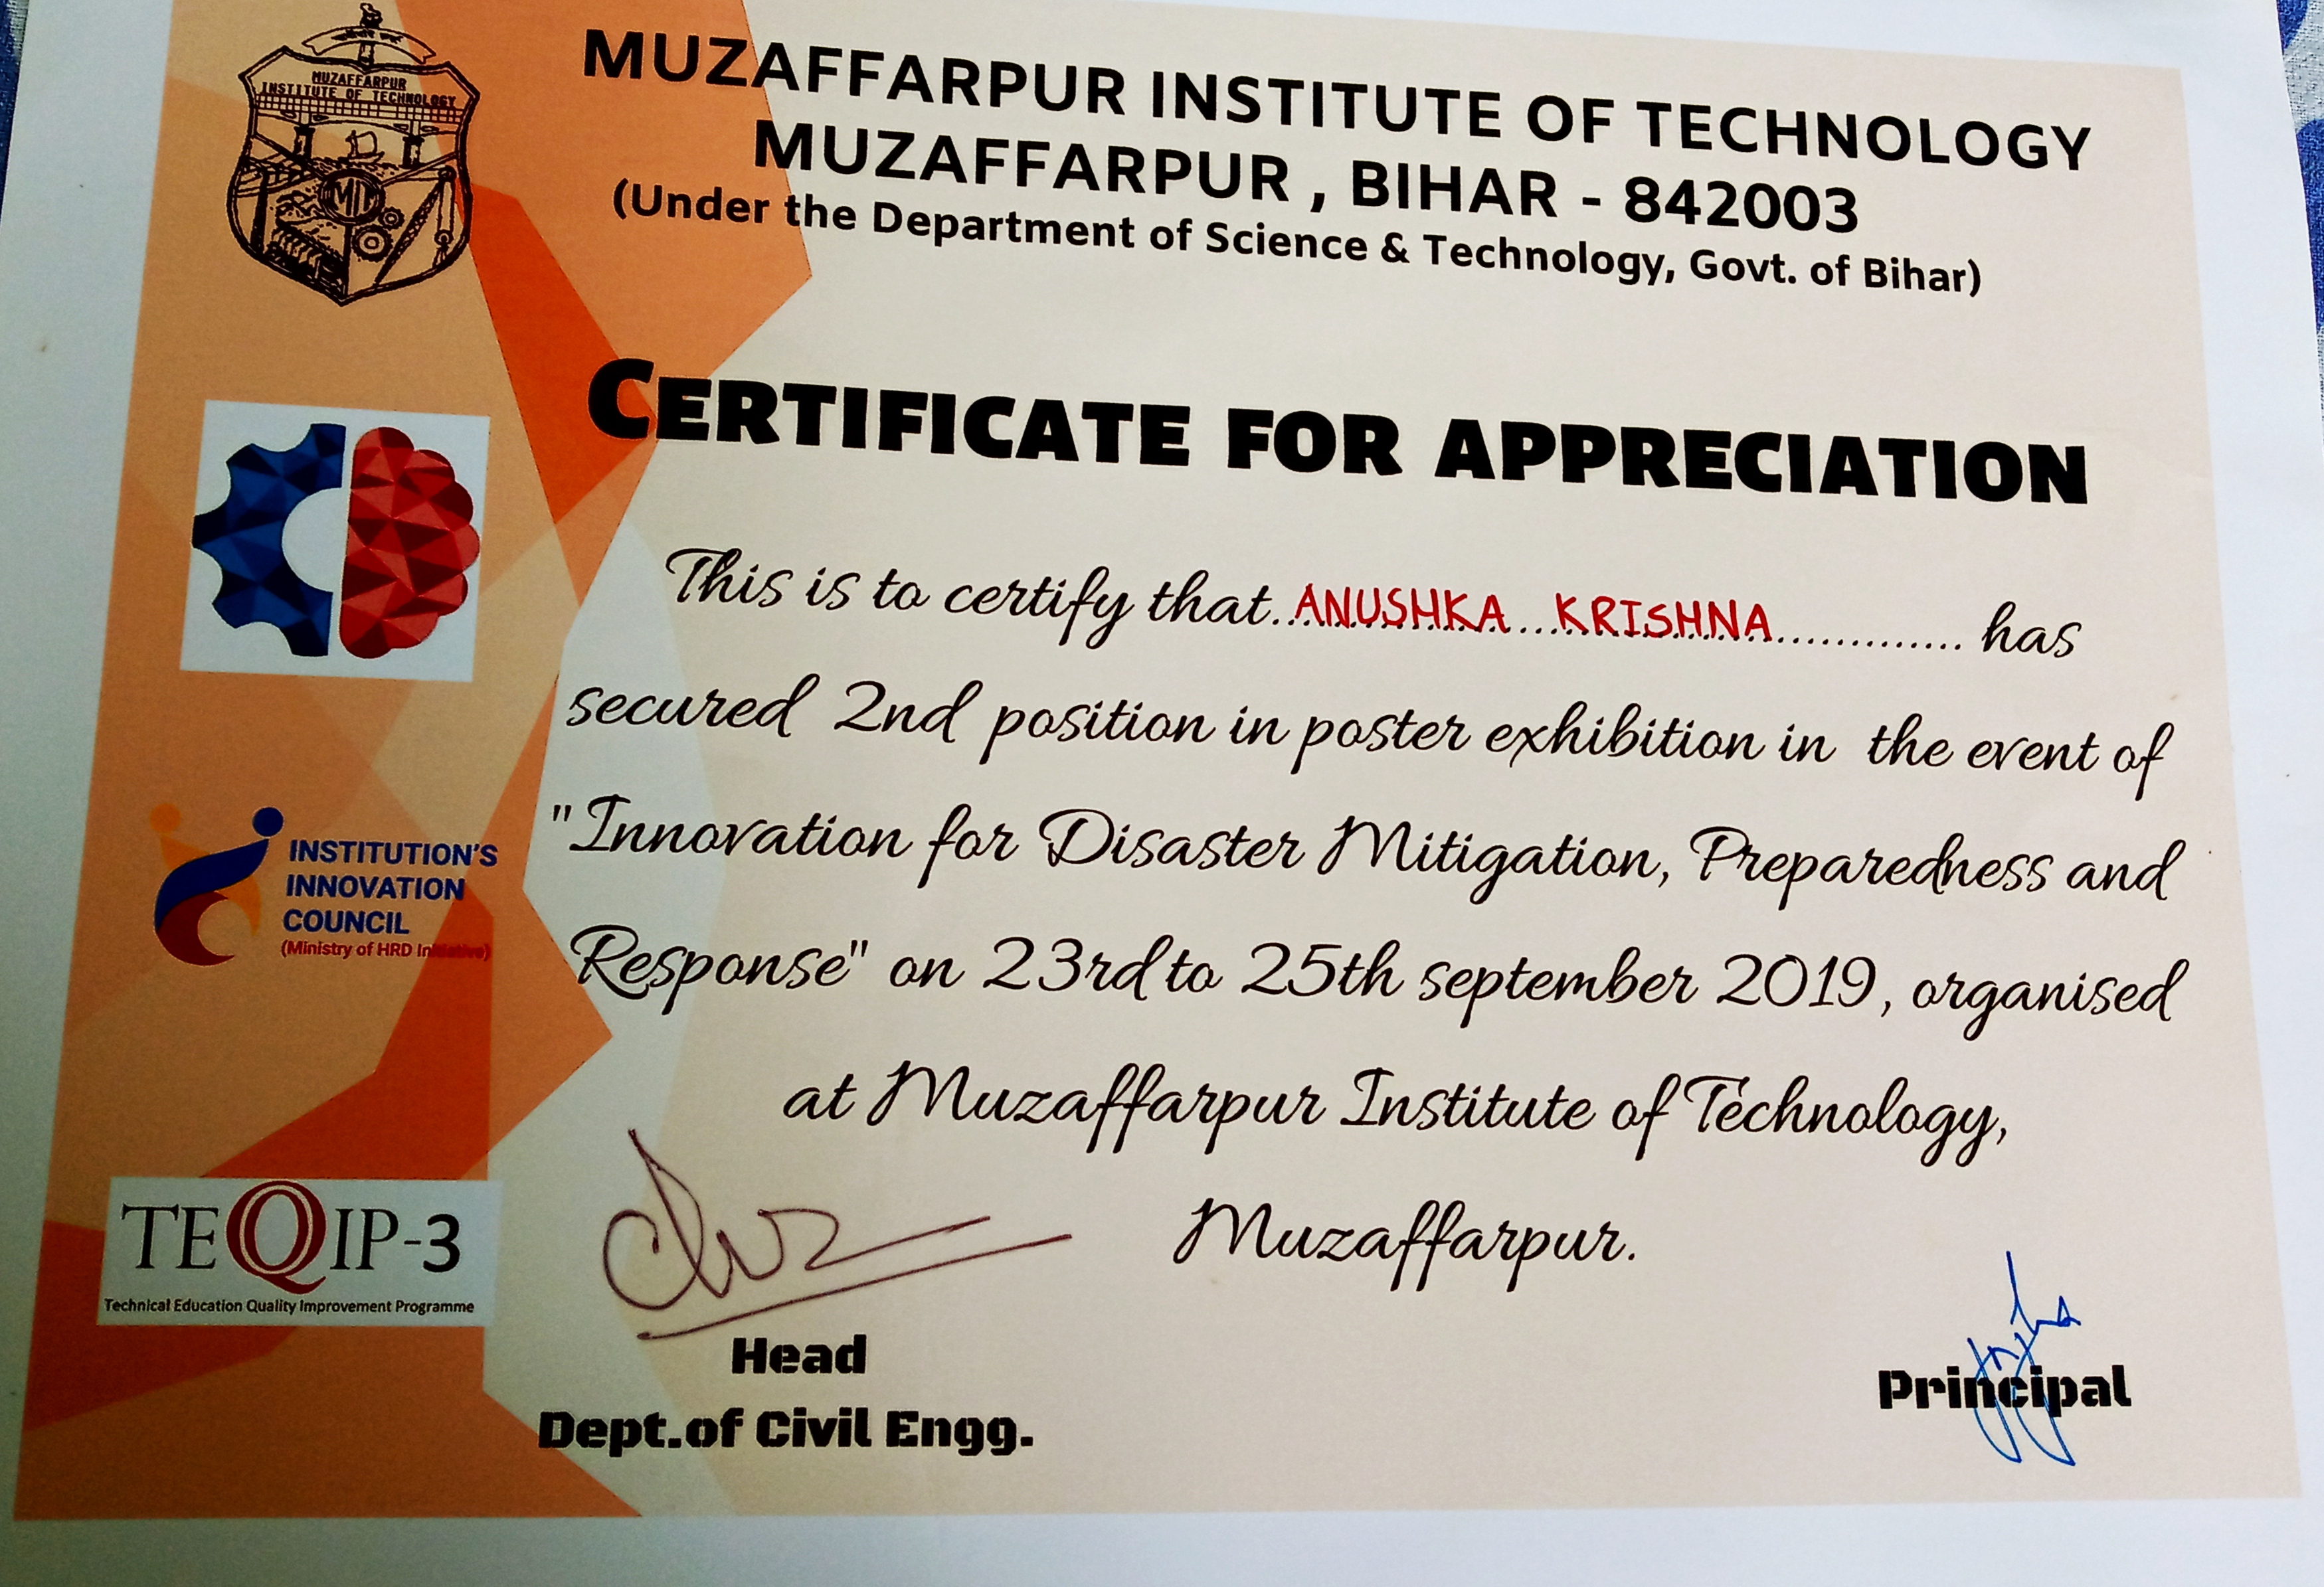 MUZAFFARPUR INSTITUTE OF TECHNOLOGY
MUZAFFARPUR , BIHAR - 842003
(Under the Department of Science & Technology, Govt. of Bihar)
MUZAFFARPUR
INSTITUTE OF TECHNOLOGY
MIT
CERTIFICATE FOR APPRECIATION
This is to certify that ANUSHKA KRISHNA has
secured 2nd position in poster exhibition in the event of
"Innovation for Disaster Mitigation, Preparedness and
Response" on 23rd to 25th september 2019, organised
at Muzaffarpur Institute of Technology,
Muzaffarpur.
INSTITUTION'S
INNOVATION
COUNCIL
(Ministry of HRD Initiative)
TEQIP-3
Technical Education Quality Improvement Programme
Head
Dept.of Civil Engg.
Principal